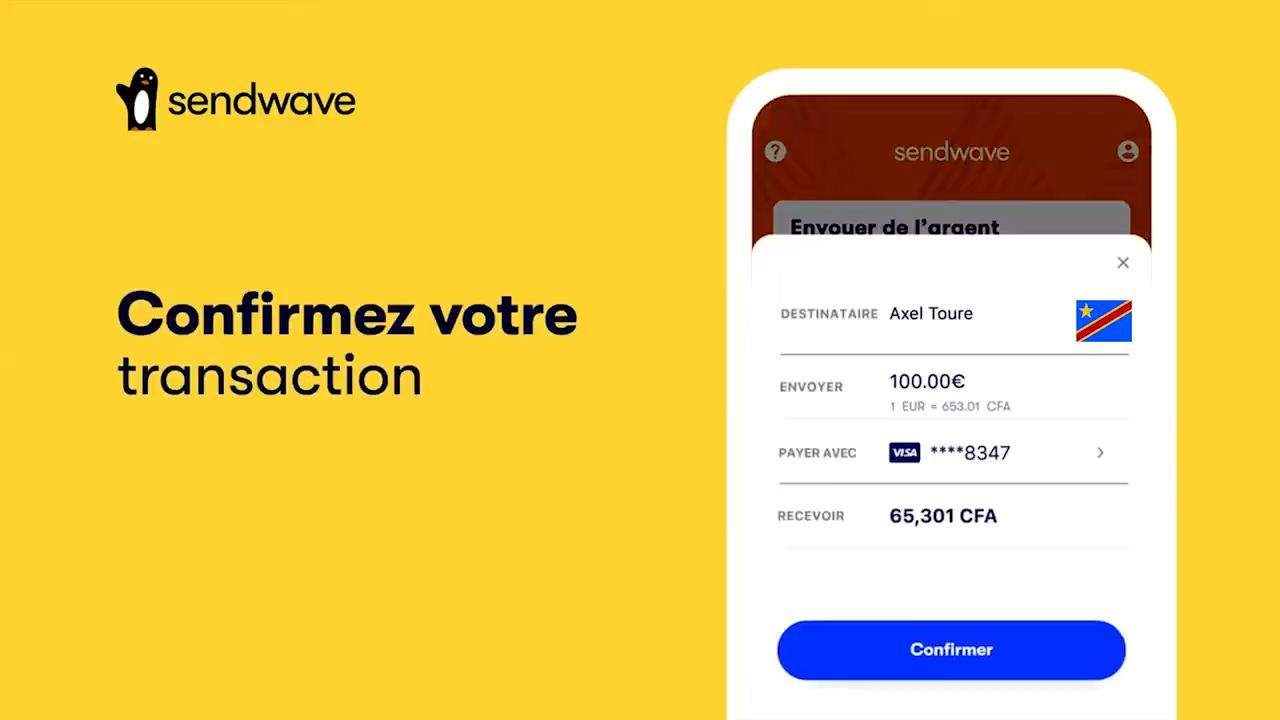 sendwave
Confirmez votre
transaction
sendwave
Envoyer de l’argent
DESTINATAIRE Axel Toure
ENVOYER 100.00€
1 EUR = 653.01 CFA
PAYER AVEC VISA ****8347
RECEVOIR 65,301 CFA
Confirmer